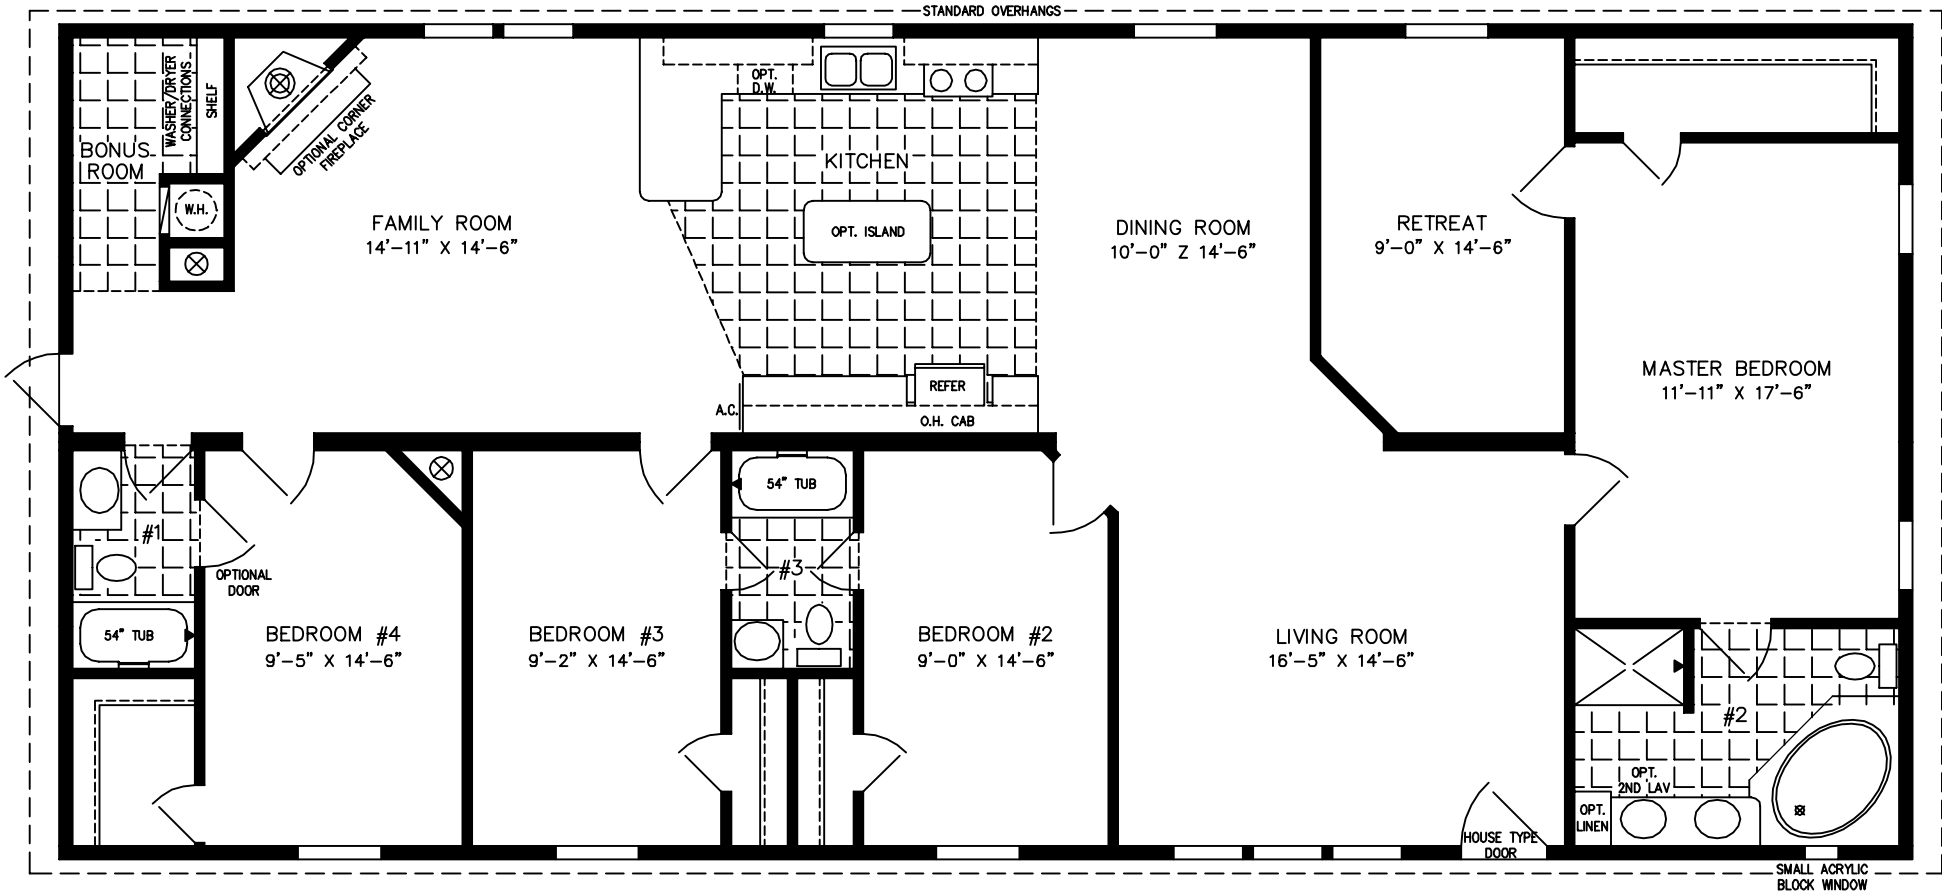 STANDARD OVERHANGS
WASHER/DRYER
CONNECTIONS
SHELF
BONUS
ROOM
W.H.
OPTIONAL CORNER
FIREPLACE
FAMILY ROOM
14'-11" X 14'-6"
OPT.
D.W.
KITCHEN
OPT. ISLAND
REFER
A.C.
O.H. CAB
DINING ROOM
10'-0" Z 14'-6"
RETREAT
9'-0" X 14'-6"
MASTER BEDROOM
11'-11" X 17'-6"
#1
OPTIONAL
DOOR
54" TUB
BEDROOM #4
9'-5" X 14'-6"
BEDROOM #3
9'-2" X 14'-6"
54" TUB
#3
BEDROOM #2
9'-0" X 14'-6"
LIVING ROOM
16'-5" X 14'-6"
HOUSE TYPE
DOOR
#2
OPT.
2ND LAV
OPT.
LINEN
SMALL ACRYLIC
BLOCK WINDOW